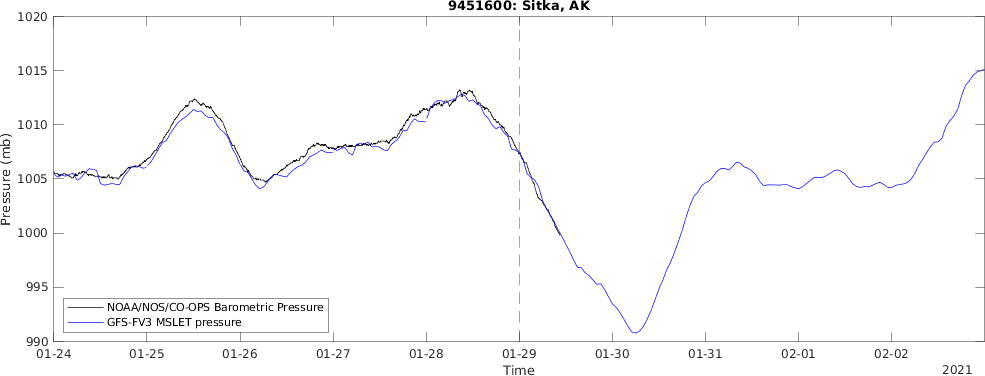 9451600: Sitka, AK
1020
1015
1010
1005
1000
995
990
Pressure (mb)
NOAA/NOS/CO-OPS Barometric Pressure
GFS-FV3 MSLET pressure
01-24 01-25 01-26 01-27 01-28 01-29 01-30 01-31 02-01 02-02
Time
2021